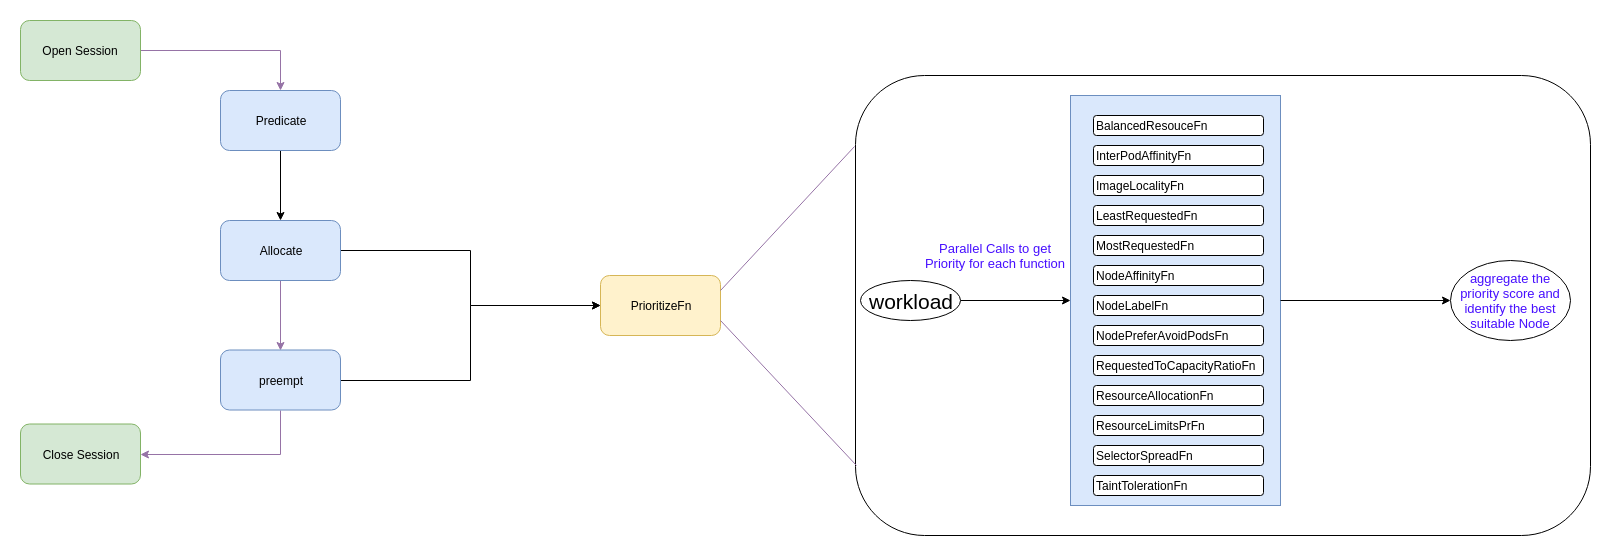 Open Session
Predicate
Allocate
preempt
Close Session
PrioritizeFn
workload
Parallel Calls to get
Priority for each function
BalancedResouceFn
InterPodAffinityFn
ImageLocalityFn
LeastRequestedFn
MostRequestedFn
NodeAffinityFn
NodeLabelFn
NodePreferAvoidPodsFn
RequestedToCapacityRatioFn
ResourceAllocationFn
ResourceLimitsPrFn
SelectorSpreadFn
TaintTolerationFn
aggregate the
priority score and
identify the best
suitable Node